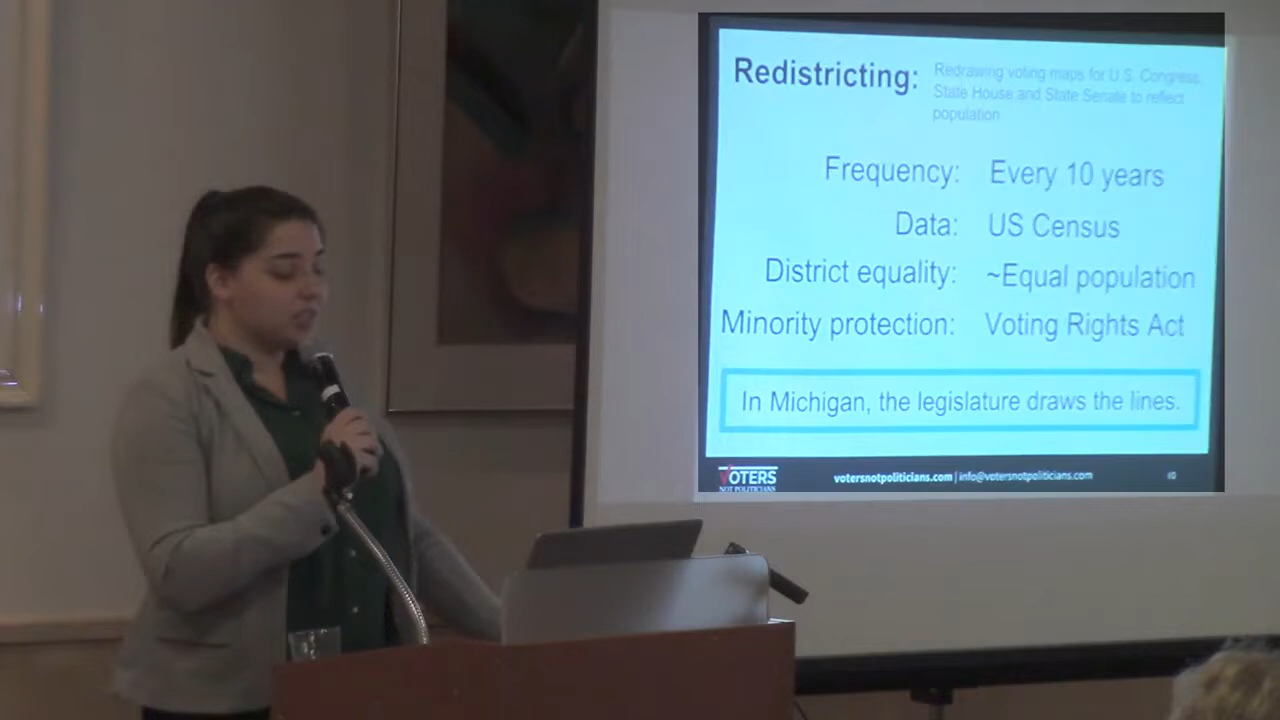 Redistricting: Redrawing voting maps for U.S. Congress
State House and State Senate to reflect
population
Frequency: Every 10 years
Data: US Census
District equality: ~Equal population
Minority protection: Voting Rights Act
In Michigan, the legislature draws the lines.
VOTERS
NOT POLITICIANS
votersnotpoliticians.com | info@votersnotpoliticians.com